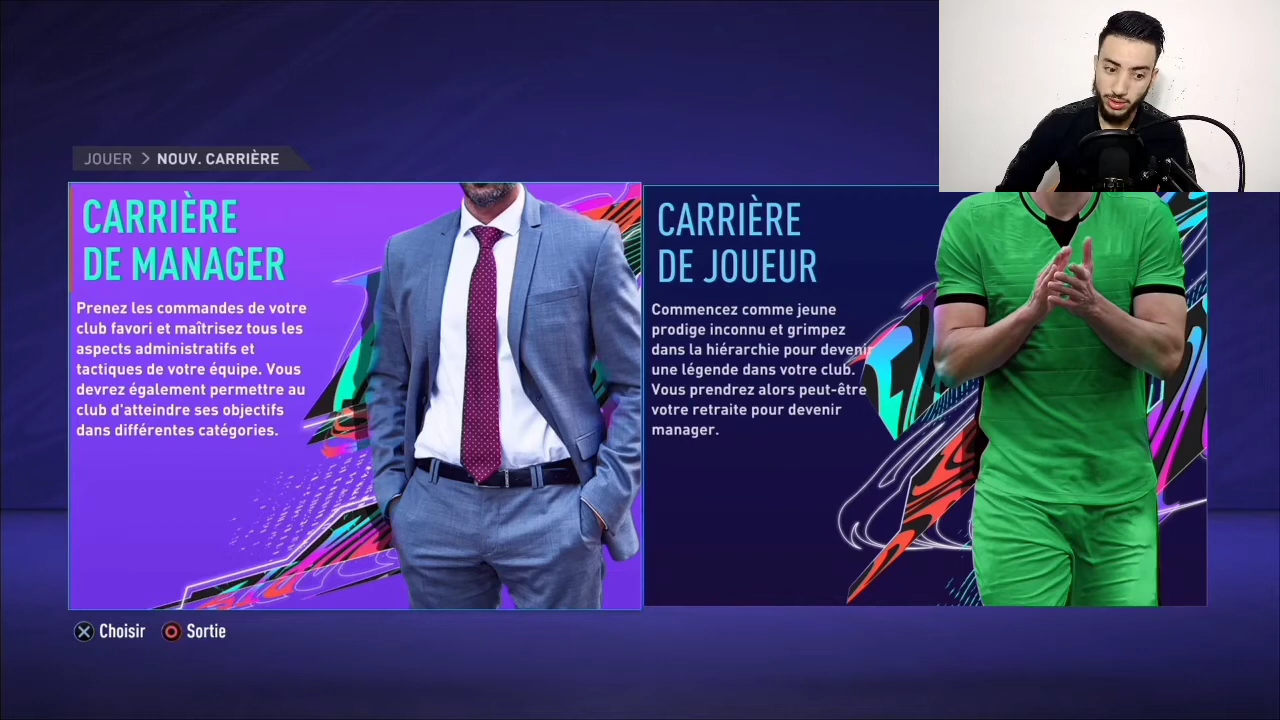 JOUER > NOUV. CARRIÈRE
CARRIÈRE
DE MANAGER
Prenez les commandes de votre
club favori et maîtrisez tous les
aspects administratifs et
tactiques de votre équipe. Vous
devrez également permettre au
club d'atteindre ses objectifs
dans différentes catégories.
CARRIÈRE
DE JOUEUR
Commencez comme jeune
prodige inconnu et grimpez
dans la hiérarchie pour devenir
une légende dans votre club.
Vous prendrez alors peut-être
votre retraite pour devenir
manager.
Choisir Sortie